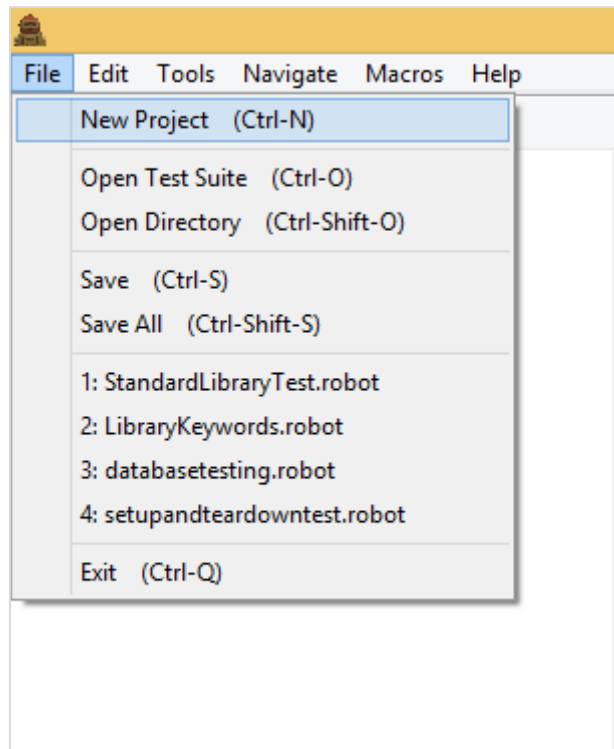 File Edit Tools Navigate Macros Help
New Project (Ctrl-N)
Open Test Suite (Ctrl-O)
Open Directory (Ctrl-Shift-O)
Save (Ctrl-S)
Save All (Ctrl-Shift-S)
1: StandardLibraryTest.robot
2: LibraryKeywords.robot
3: databasetesting.robot
4: setupandteardowntest.robot
Exit (Ctrl-Q)